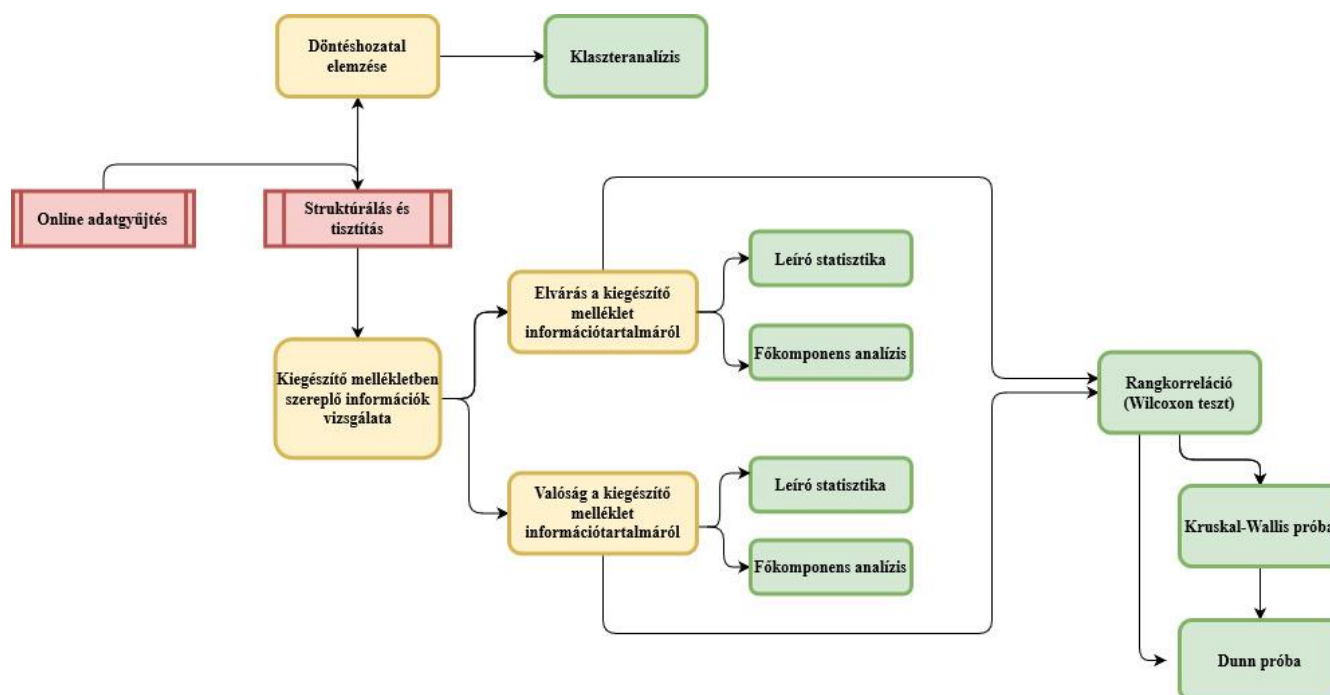 Döntéshozatal
elemzése
Klaszteranalízis
Online adatgyűjtés
Struktúrálás és
tisztítás
Kiegészítő mellékletben
szereplő információk
vizsgálata
Elvárás a kiegészítő
melléklet
információtartalmáról
Leíró statisztika
Főkomponens analízis
Valóság a kiegészítő
melléklet
információtartalmáról
Leíró statisztika
Főkomponens analízis
Rangkorreláció
(Wilcoxon teszt)
Kruskal-Wallis próba
Dunn próba